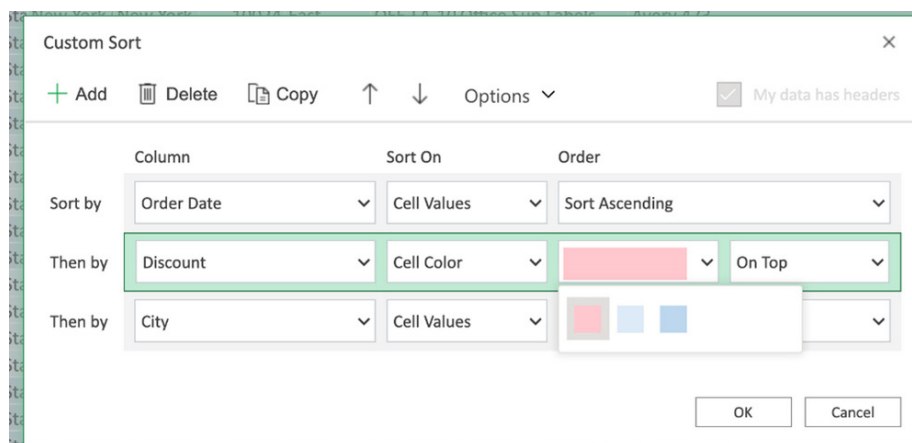 Custom Sort
Add Delete Copy Options My data has headers
Column Sort On Order
Sort by Order Date Cell Values Sort Ascending
Then by Discount Cell Color On Top
Then by City Cell Values
OK Cancel